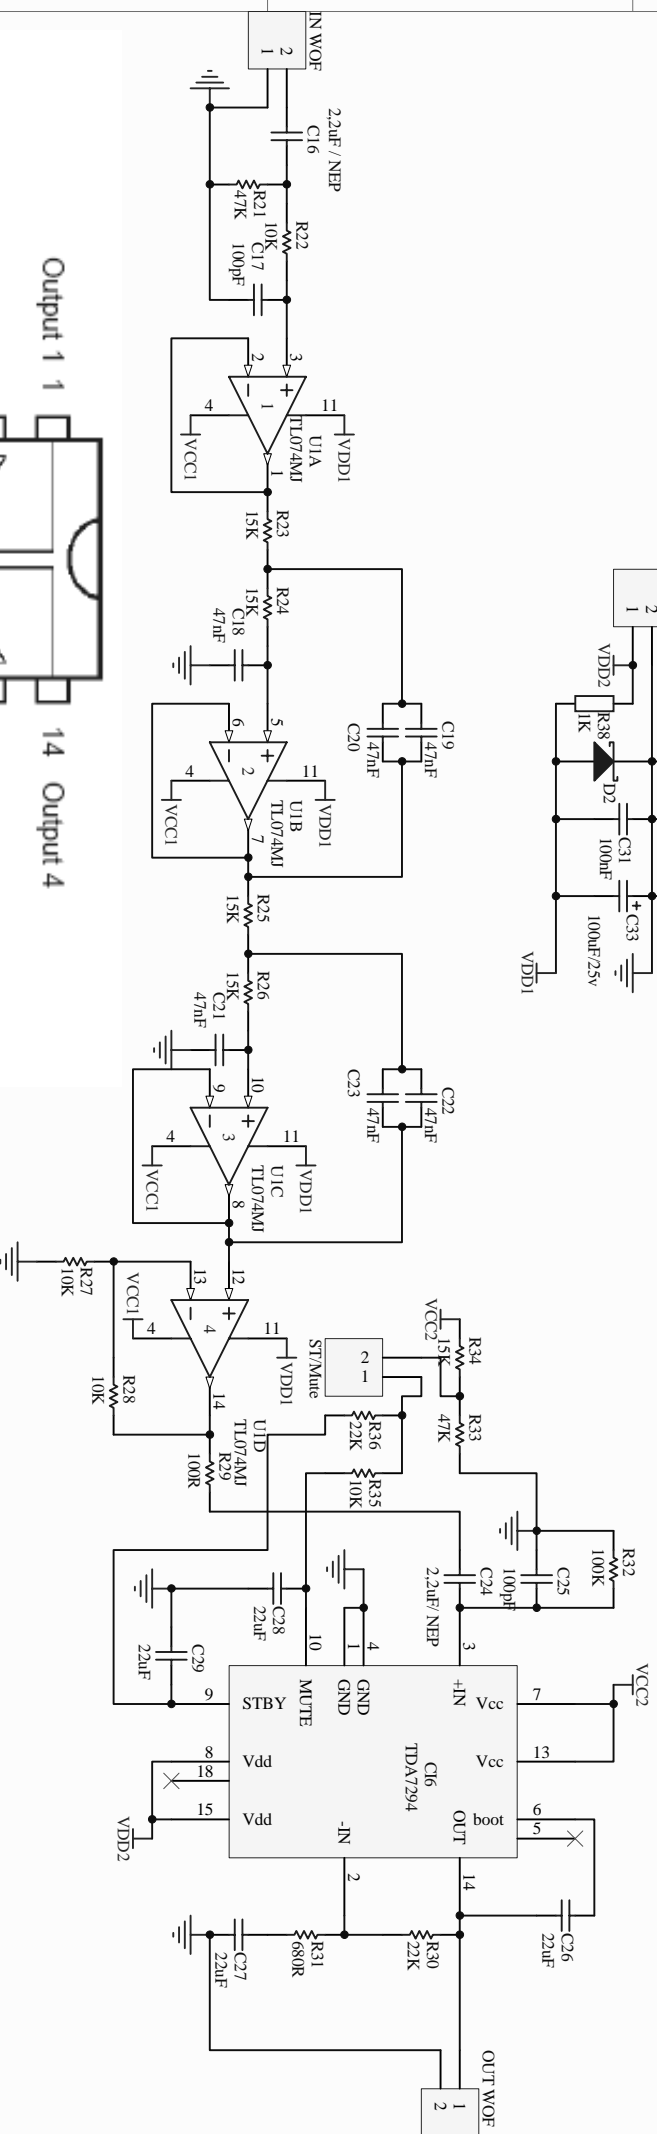 IN WOF
1
2
2,2uF / NEP
C16
R21
47K
R22
10K
C17
100pF
Output 1 1
14 Output 4
2
3
1
4
11
VCC1
VDD1
U1A
TL074MJ
1
R23
15K
R24
15K
C18
47nF
C19
47nF
C20
47nF
6
5
2
4
11
VCC1
VDD1
U1B
TL074MJ
7
R25
15K
R26
15K
C21
47nF
C22
47nF
C23
47nF
9
10
3
4
11
VCC1
VDD1
U1C
TL074MJ
8
1
2
VDD2
R38
1K
D2
C31
100nF
C33
100uF/25v
VDD1
13
12
4
4
11
VCC1
VDD1
14
U1D
TL074MJ
R27
10K
R28
10K
R29
100R
ST/Mute
2
1
VCC2
R34
15K
R33
47K
R36
22K
R35
10K
R32
100K
C25
100pF
C24
2,2uF/ NEP
C28
22uF
C29
22uF
10
1
4
3
MUTE
GND
GND
+IN
9
STBY
8
Vdd
18
15
Vdd
VDD2
CI6
TDA7294
Vcc
7
Vcc
13
VCC2
boot
6
5
-IN
OUT
2
14
C26
22uF
R30
22K
R31
680R
C27
22uF
OUT WOF
2
1